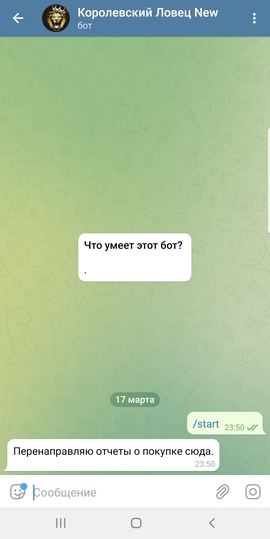 Королевский Ловец New
бот
Что умеет этот бот?
.
17 марта
/start 23:50
Перенаправляю отчеты о покупке сюда.
23:50
Сообщение